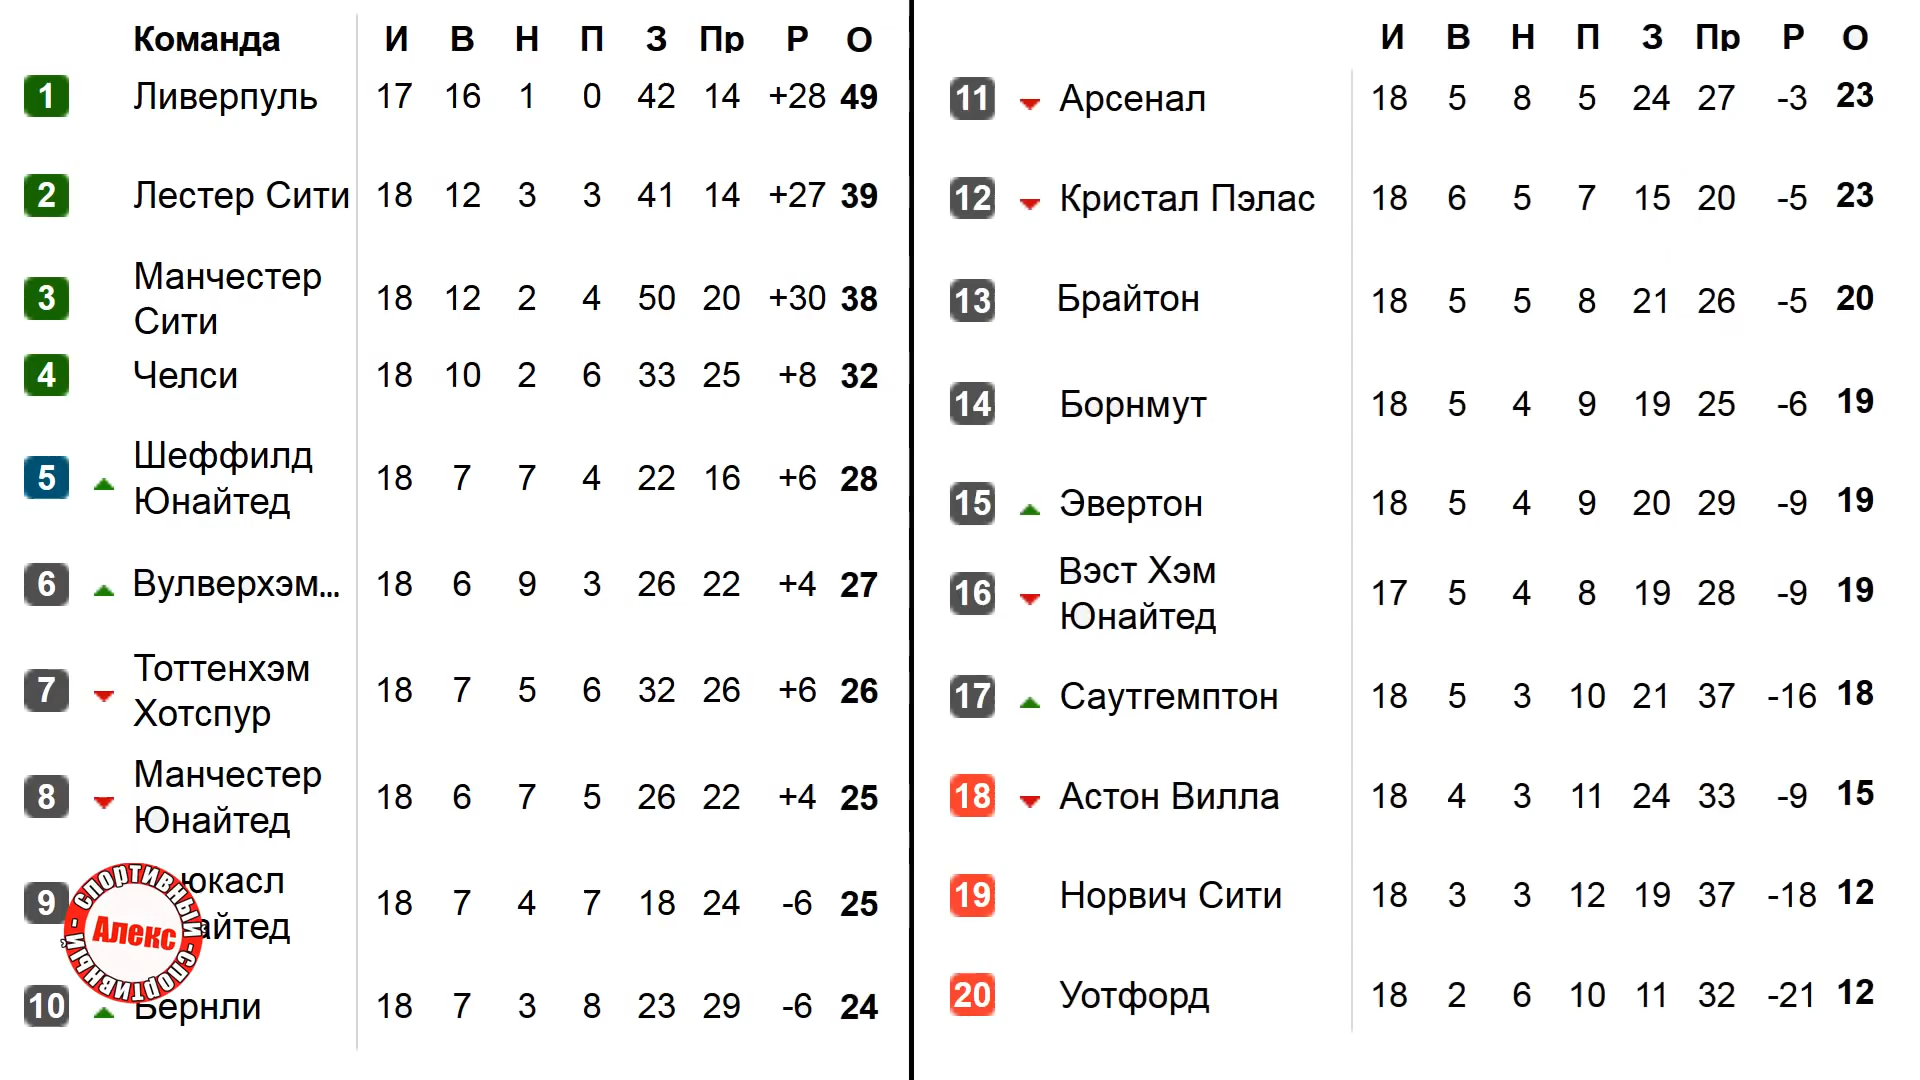 Команда И В Н П З Пр Р О
1 Ливерпуль 17 16 1 0 42 14 +28 49
2 Лестер Сити 18 12 3 3 41 14 +27 39
3 Манчестер
Сити 18 12 2 4 50 20 +30 38
4 Челси 18 10 2 6 33 25 +8 32
5 Шеффилд
Юнайтед 18 7 7 4 22 16 +6 28
6 Вулверхэм... 18 6 9 3 26 22 +4 27
7 Тоттенхэм
Хотспур 18 7 5 6 32 26 +6 26
8 Манчестер
Юнайтед 18 6 7 5 26 22 +4 25
9 юкасл
айтед 18 7 4 7 18 24 -6 25
10 Бернли 18 7 3 8 23 29 -6 24
СПОРТИВНЫЙ - СПОРТИВНЫЙ -
Алекс
И В Н П З Пр Р О
11 Арсенал 18 5 8 5 24 27 -3 23
12 Кристал Пэлас 18 6 5 7 15 20 -5 23
13 Брайтон 18 5 5 8 21 26 -5 20
14 Борнмут 18 5 4 9 19 25 -6 19
15 Эвертон 18 5 4 9 20 29 -9 19
16 Вэст Хэм
Юнайтед 17 5 4 8 19 28 -9 19
17 Саутгемптон 18 5 3 10 21 37 -16 18
18 Астон Вилла 18 4 3 11 24 33 -9 15
19 Норвич Сити 18 3 3 12 19 37 -18 12
20 Уотфорд 18 2 6 10 11 32 -21 12